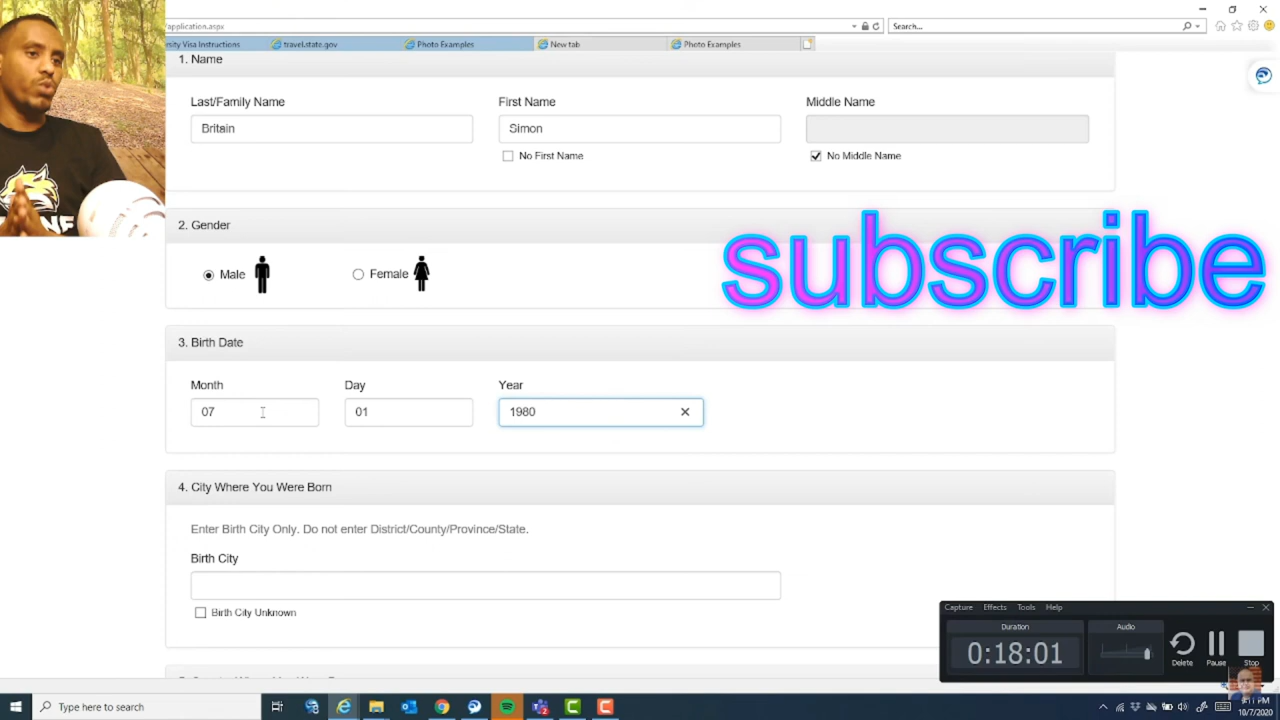 /application.aspx
Search...
rsity Visa Instructions
travel.state.gov
Photo Examples
New tab
Photo Examples
1. Name
Last/Family Name
First Name
Middle Name
Britain
Simon
No First Name
No Middle Name
2. Gender
Male
Female
subscribe
3. Birth Date
Month
Day
Year
07
01
1980
4. City Where You Were Born
Enter Birth City Only. Do not enter District/County/Province/State.
Birth City
Birth City Unknown
Capture Effects Tools Help
Duration
Audio
0:18:01
Delete
Pause
Stop
Type here to search
10/7/2020